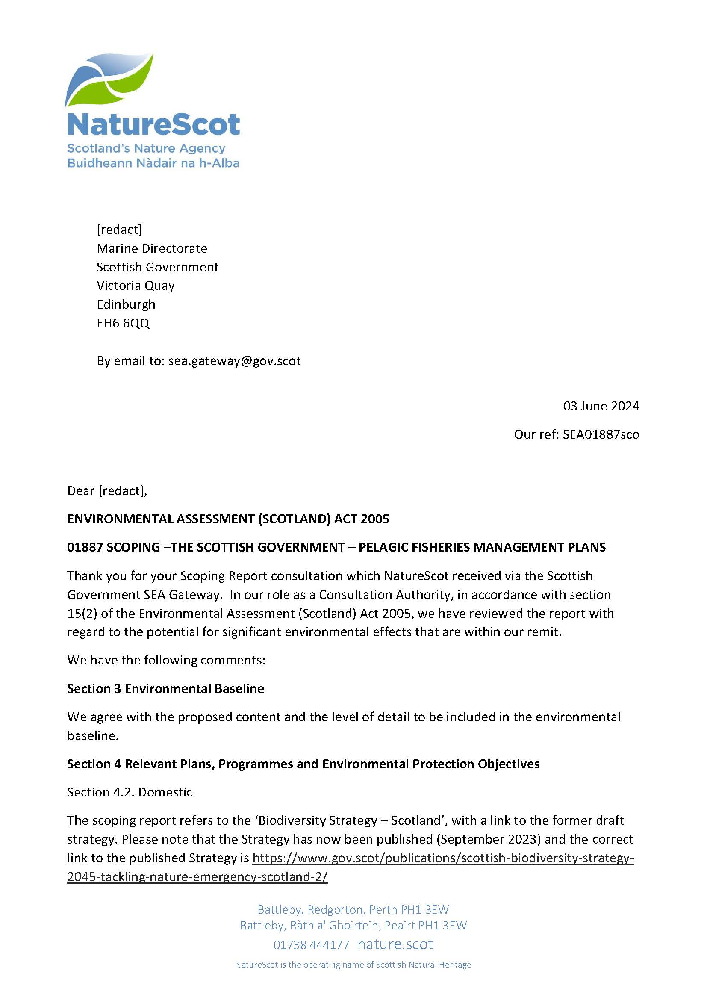 NatureScot
Scotland's Nature Agency
Buidheann Nàdair na h-Alba
[redact]
Marine Directorate
Scottish Government
Victoria Quay
Edinburgh
EH6 6QQ
By email to: sea.gateway@gov.scot
03 June 2024
Our ref: SEA01887sco
Dear [redact],
ENVIRONMENTAL ASSESSMENT (SCOTLAND) ACT 2005
01887 SCOPING –THE SCOTTISH GOVERNMENT – PELAGIC FISHERIES MANAGEMENT PLANS
Thank you for your Scoping Report consultation which NatureScot received via the Scottish
Government SEA Gateway.  In our role as a Consultation Authority, in accordance with section
15(2) of the Environmental Assessment (Scotland) Act 2005, we have reviewed the report with
regard to the potential for significant environmental effects that are within our remit.
We have the following comments:
Section 3 Environmental Baseline
We agree with the proposed content and the level of detail to be included in the environmental
baseline.
Section 4 Relevant Plans, Programmes and Environmental Protection Objectives
Section 4.2. Domestic
The scoping report refers to the ‘Biodiversity Strategy – Scotland’, with a link to the former draft
strategy. Please note that the Strategy has now been published (September 2023) and the correct
link to the published Strategy is https://www.gov.scot/publications/scottish-biodiversity-strategy-
2045-tackling-nature-emergency-scotland-2/
Battleby, Redgorton, Perth PH1 3EW
Battleby, Ràth a' Ghoirtein, Peairt PH1 3EW
01738 444177  nature.scot
NatureScot is the operating name of Scottish Natural Heritage